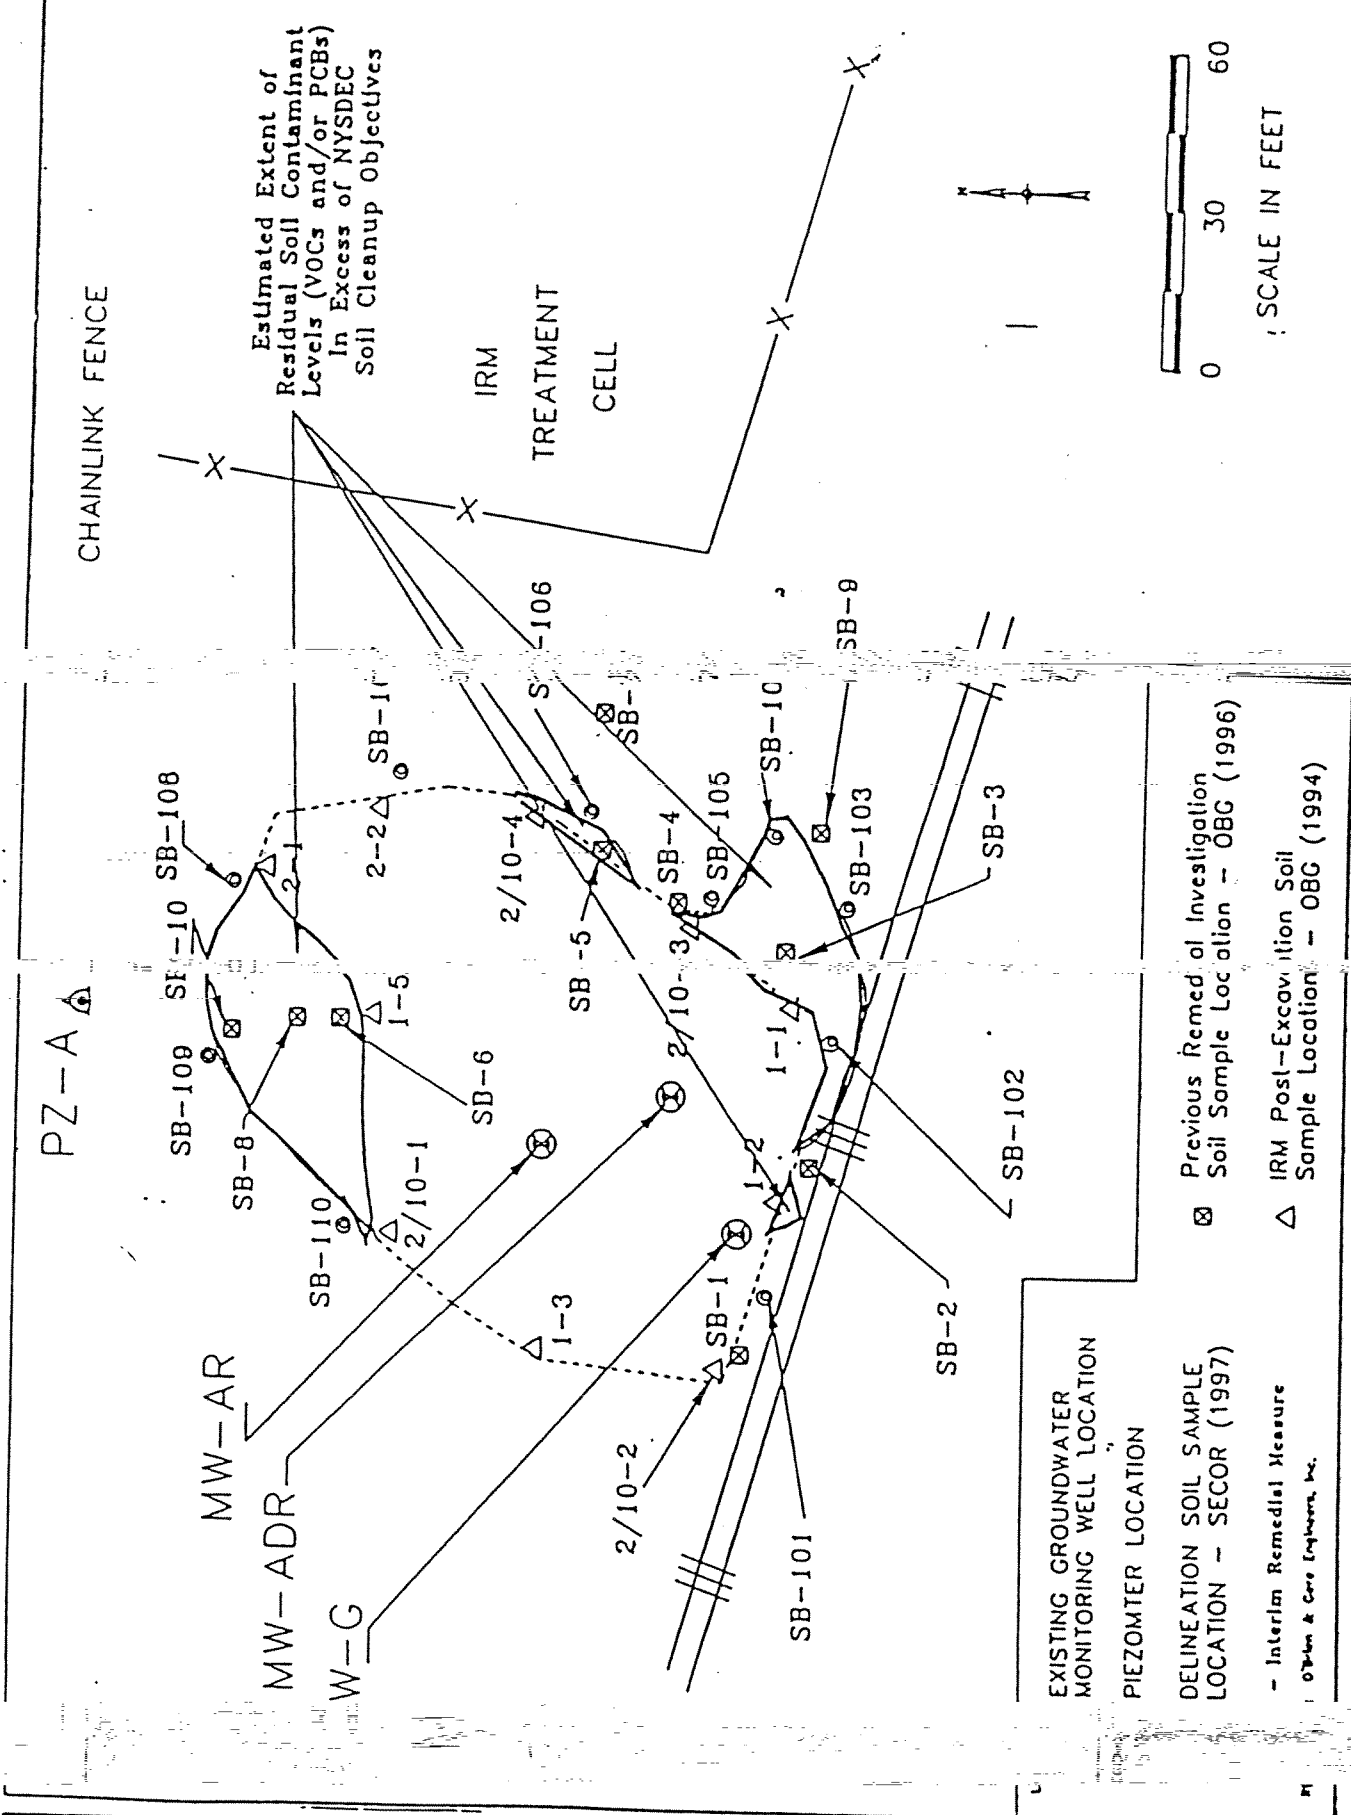 CHAINLINK FENCE
Estimated Extent of
Residual Soil Contaminant
Levels (VOCs and/or PCBs)
In Excess of NYSDEC
Soil Cleanup Objectives
IRM
TREATMENT
CELL
PZ-A
SB-108
SB-10
SB-109
2-1
2-2
SB-8
1-5
SB-6
SB-110
2/10-1
MW-AR
MW-ADR
W-G
1-3
2/10-4
SB-5
-106
SB-4
SB-105
2/10-3
SB-10
SB-9
SB-103
SB-3
1-1
1-2
SB-102
SB-2
SB-1
2/10-2
SB-101
N
0 30 60
SCALE IN FEET
EXISTING GROUNDWATER
MONITORING WELL LOCATION
PIEZOMTER LOCATION
DELINEATION SOIL SAMPLE
LOCATION - SECOR (1997)
Previous Remedial Investigation
Soil Sample Location - OBG (1996)
IRM Post-Excavation Soil
Sample Location - OBG (1994)
- Interim Remedial Measure